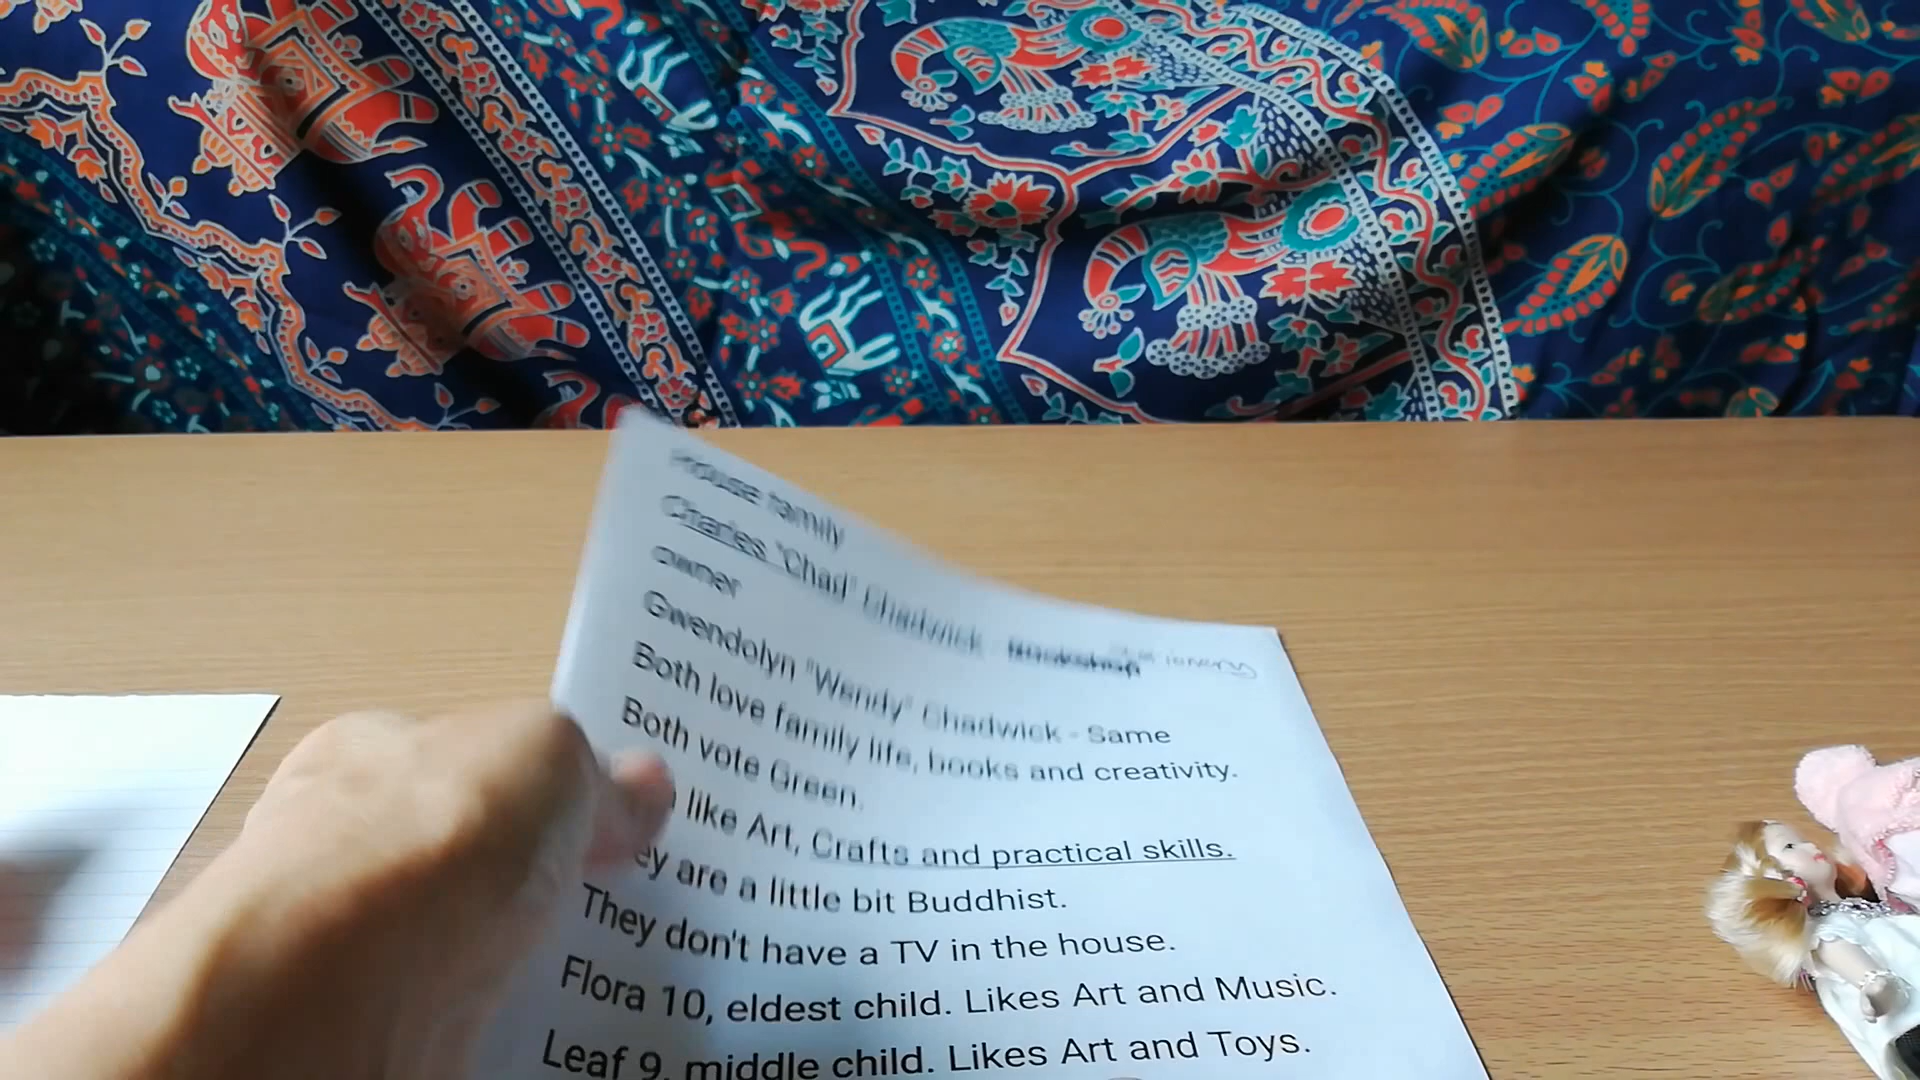 House family
Charles "Chad" Chadwick -
owner
Gwendolyn "Wendy" Chadwick - Same
Both love family life, books and creativity.
Both vote Green.
like Art, Crafts and practical skills.
ey are a little bit Buddhist.
They don't have a TV in the house.
Flora 10, eldest child. Likes Art and Music.
Leaf 9, middle child. Likes Art and Toys.